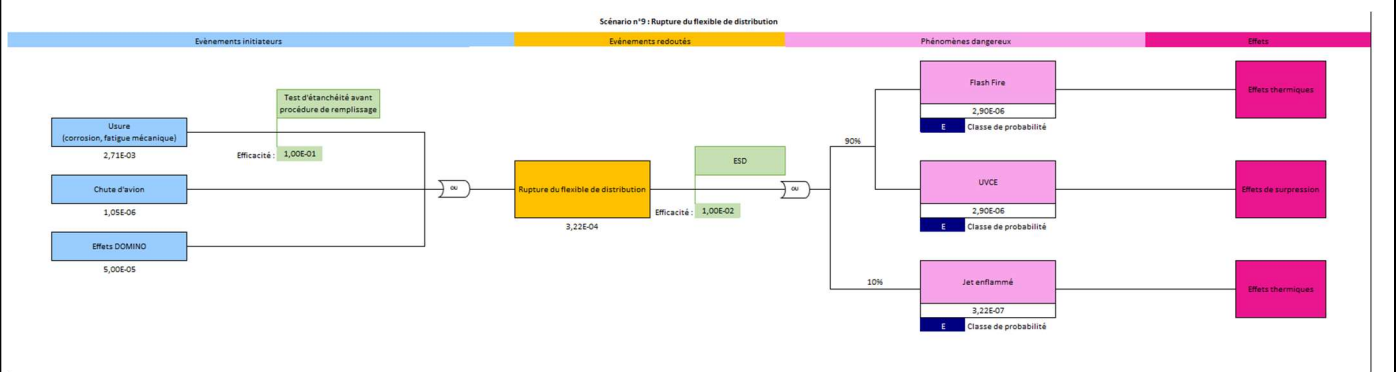 Scénario n°9 : Rupture du flexible de distribution
Evènements initiateurs
Evénements redoutés
Phénomènes dangereux
Effets
Test d'étanchéité avant
procédure de remplissage
Usure
(corrosion, fatigue mécanique)
2,71E-03
Efficacité : 1,00E-01
Chute d'avion
1,05E-06
Effets DOMINO
5,00E-05
ou
Rupture du flexible de distribution
3,22E-04
ESD
Efficacité : 1,00E-02
ou
90%
10%
Flash Fire
2,90E-06
E Classe de probabilité
UVCE
2,90E-06
E Classe de probabilité
Jet enflammé
3,22E-07
E Classe de probabilité
Effets thermiques
Effets de surpression
Effets thermiques